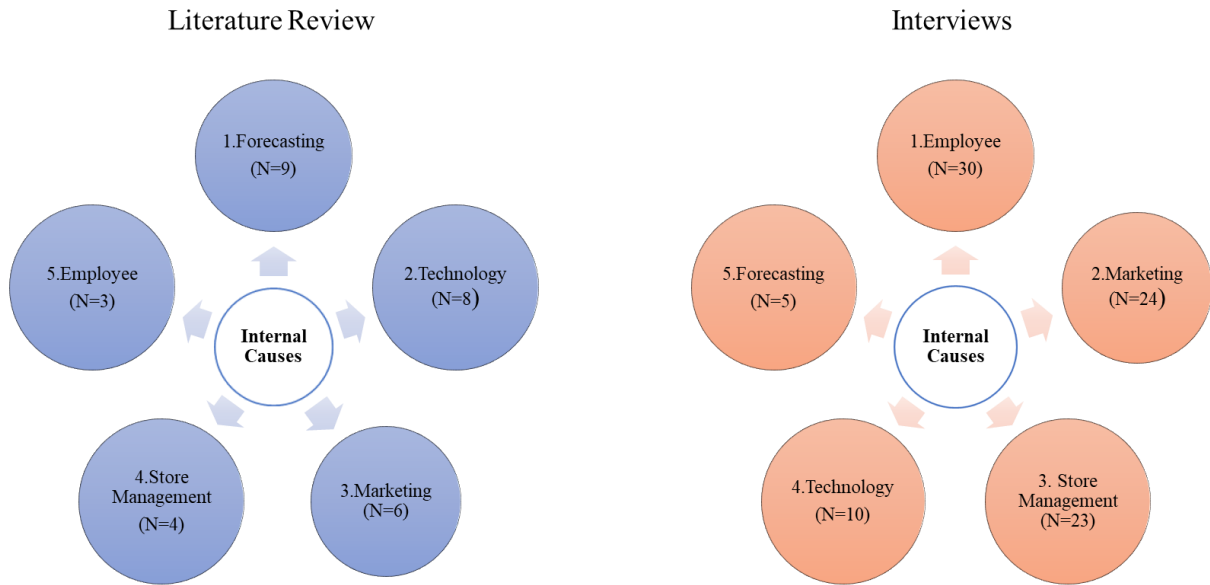 Literature Review
1.Forecasting
(N=9)
2.Technology
(N=8)
3.Marketing
(N=6)
4.Store
Management
(N=4)
5.Employee
(N=3)
Internal
Causes
Interviews
1.Employee
(N=30)
2.Marketing
(N=24)
3. Store
Management
(N=23)
4.Technology
(N=10)
5.Forecasting
(N=5)
Internal
Causes